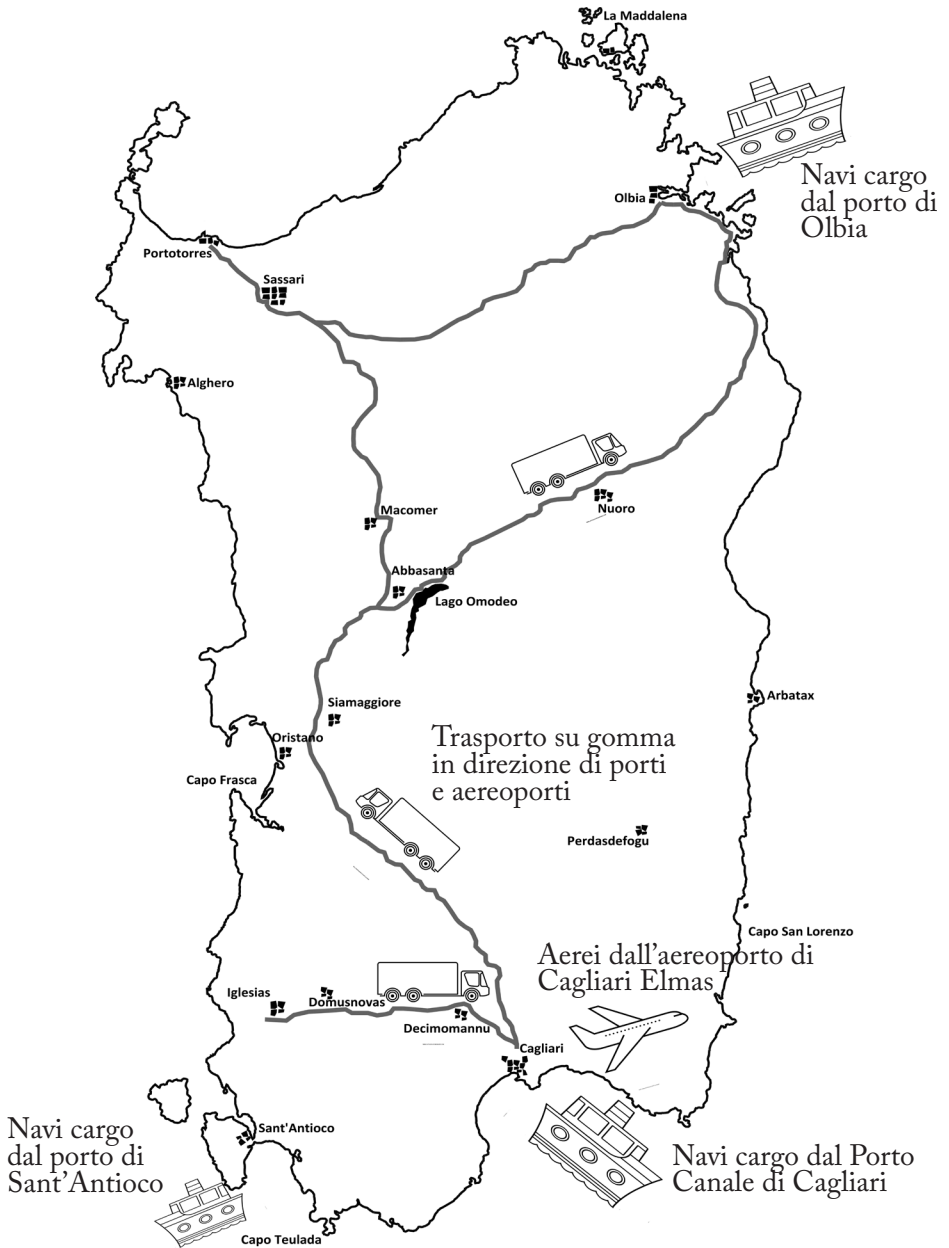 La Maddalena
Navi cargo
dal porto di
Olbia
Olbia
Portotorres
Sassari
Alghero
Nuoro
Macomer
Abbasanta
Lago Omodeo
Arbatax
Siamaggiore
Oristano
Capo Frasca
Trasporto su gomma
in direzione di porti
e aereoporti
Perdasdefogu
Capo San Lorenzo
Aerei dall'aereoporto di
Cagliari Elmas
Iglesias
Domusnovas
Decimomannu
Cagliari
Sant'Antioco
Navi cargo
dal porto di
Sant'Antioco
Navi cargo dal Porto
Canale di Cagliari
Capo Teulada